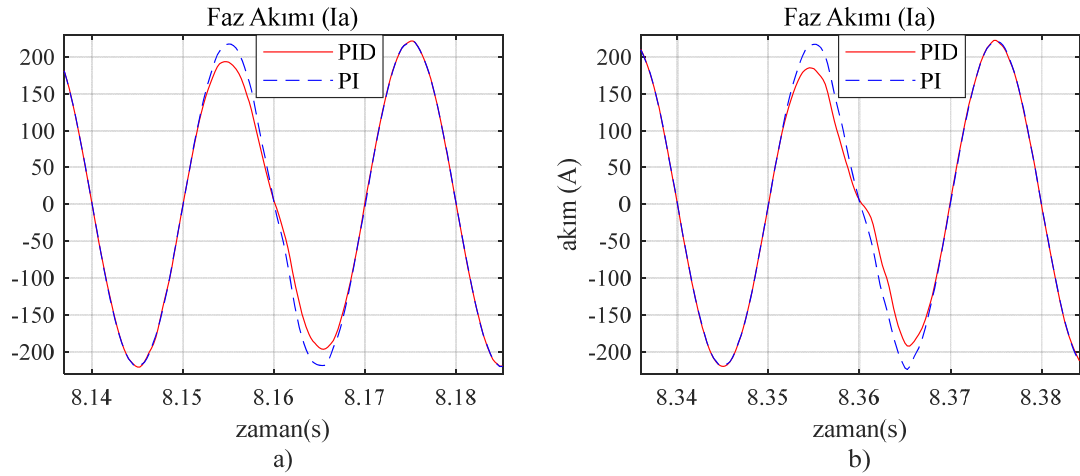 Faz Akımı (Ia)
PID
PI
200
150
100
50
0
-50
-100
-150
-200
8.14 8.15 8.16 8.17 8.18
zaman(s)
a)
Faz Akımı (Ia)
PID
PI
akım (A)
200
150
100
50
0
-50
-100
-150
-200
8.34 8.35 8.36 8.37 8.38
zaman(s)
b)